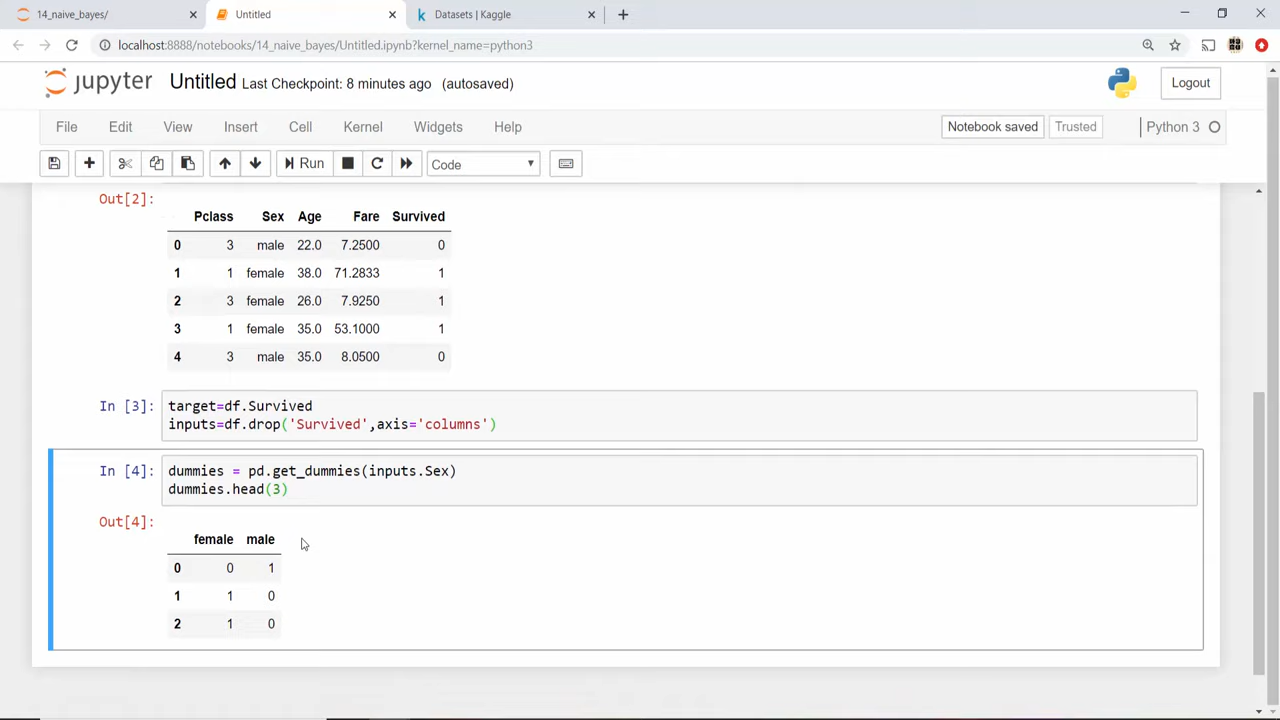 14_naive_bayes/ Untitled Datasets | Kaggle
localhost:8888/notebooks/14_naive_bayes/Untitled.ipynb?kernel_name=python3
jupyter Untitled Last Checkpoint: 8 minutes ago (autosaved) Logout
File Edit View Insert Cell Kernel Widgets Help Notebook saved Trusted Python 3
Run Code
Out[2]:
Pclass Sex Age Fare Survived
0 3 male 22.0 7.2500 0
1 1 female 38.0 71.2833 1
2 3 female 26.0 7.9250 1
3 1 female 35.0 53.1000 1
4 3 male 35.0 8.0500 0
In [3]: target=df.Survived
inputs=df.drop('Survived',axis='columns')
In [4]: dummies = pd.get_dummies(inputs.Sex)
dummies.head(3)
Out[4]:
female male
0 0 1
1 1 0
2 1 0